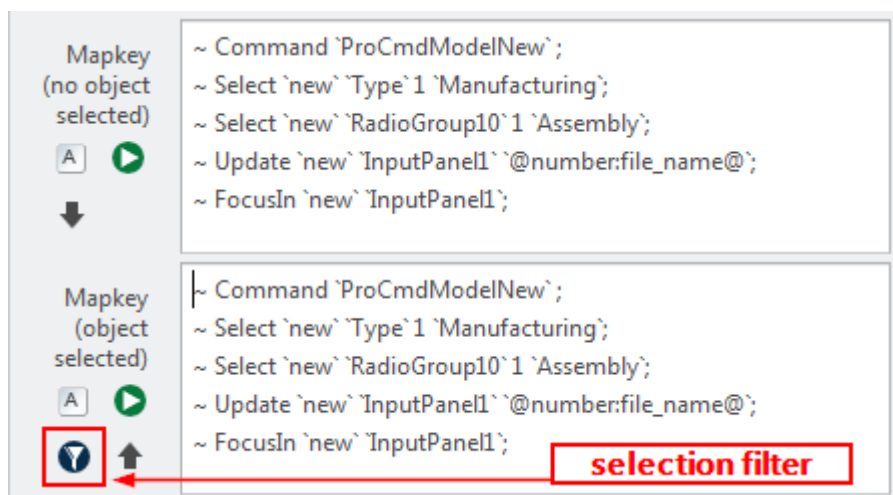 Mapkey
(no object
selected)
A
~ Command `ProCmdModelNew` ;
~ Select `new` `Type` 1 `Manufacturing`;
~ Select `new` `RadioGroup10` 1 `Assembly`;
~ Update `new` `InputPanel1` `@number:file_name@`;
~ FocusIn `new` `InputPanel1`;
Mapkey
(object
selected)
A
~ Command `ProCmdModelNew` ;
~ Select `new` `Type` 1 `Manufacturing`;
~ Select `new` `RadioGroup10` 1 `Assembly`;
~ Update `new` `InputPanel1` `@number:file_name@`;
~ FocusIn `new` `InputPanel1`;
selection filter